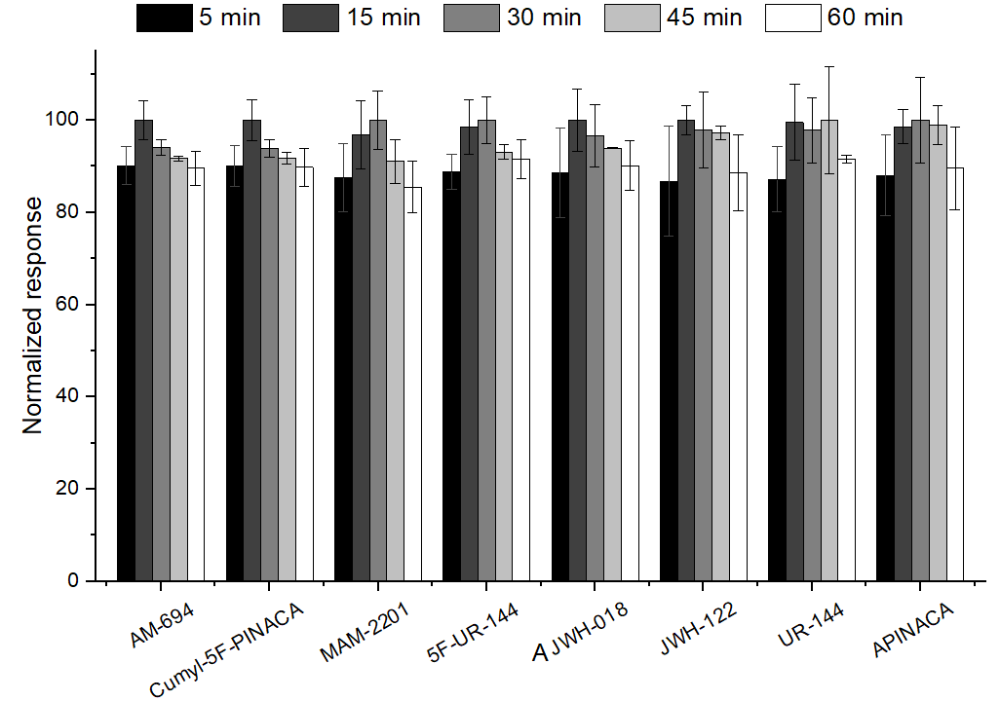 5 min 15 min 30 min 45 min 60 min
Normalized response
100
80
60
40
20
0
AM-694 Cumyl-5F-PINACA MAM-2201 5F-UR-144 A JWH-018 JWH-122 UR-144 APINACA